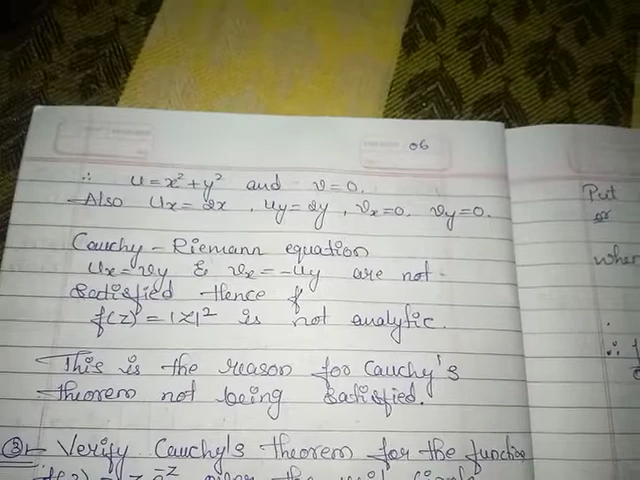 06
∴ u = x² + y² and v = 0.
Also ux = 2x, uy = 2y, vx = 0, vy = 0.
Cauchy – Riemann equation
ux = vy & vx = -uy are not
satisfied Hence f
f(z) = |z|² is not analytic.
This is the reason for Cauchy's
theorem not being satisfied.
③- Verify Cauchy's theorem for the function
Put
or
wher
∴